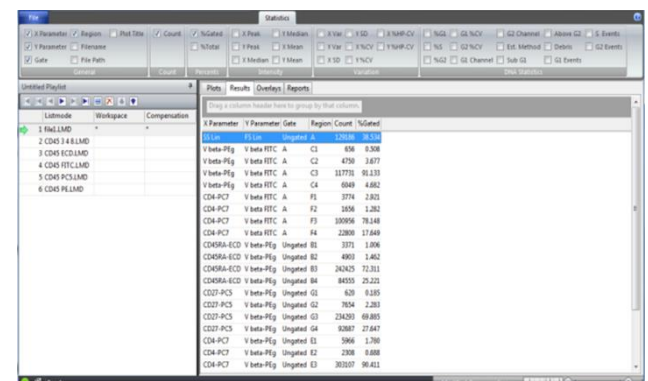 File Statistics
X Parameter Region Plot Title Count %Gated X Peak X Median X Var Y SD X %HP-CV %G1 G1 %CV G2 Channel Above G2 S. Events
Y Parameter Filename %Total Y Peak X Mean Y Var X %CV Y %HP-CV %S G2 %CV Est. Method Debris G2 Events
Gate File Path X Median Y Mean X SD Y %CV %G2 G1 Channel Sub G1 G1 Events
General Count Percents Intensity Variation DNA Statistics
Untitled Playlist
Plots Results Overlays Reports
Listmode Workspace Compensation
Drag a column header here to group by that column.
1 File1.LMD * *
2 CD45 3 4 8.LMD
3 CD45 ECD.LMD
4 CD45 FITC.LMD
5 CD45 PC5.LMD
6 CD45 PE.LMD
X Parameter Y Parameter Gate Region Count %Gated
SS Lin FS Lin Ungated A 129186 38.534
V beta-PEg V beta FITC A C1 656 0.508
V beta-PEg V beta FITC A C2 4750 3.677
V beta-PEg V beta FITC A C3 117731 91.133
V beta-PEg V beta FITC A C4 6049 4.682
CD4-PC7 V beta FITC A F1 3774 2.921
CD4-PC7 V beta FITC A F2 1656 1.282
CD4-PC7 V beta FITC A F3 100956 78.148
CD4-PC7 V beta FITC A F4 22800 17.649
CD45RA-ECD V beta-PEg Ungated B1 3371 1.006
CD45RA-ECD V beta-PEg Ungated B2 4903 1.462
CD45RA-ECD V beta-PEg Ungated B3 242425 72.311
CD45RA-ECD V beta-PEg Ungated B4 84555 25.221
CD27-PC5 V beta-PEg Ungated G1 620 0.185
CD27-PC5 V beta-PEg Ungated G2 7654 2.283
CD27-PC5 V beta-PEg Ungated G3 234293 69.885
CD27-PC5 V beta-PEg Ungated G4 92687 27.647
CD4-PC7 V beta-PEg Ungated E1 5966 1.780
CD4-PC7 V beta-PEg Ungated E2 2308 0.688
CD4-PC7 V beta-PEg Ungated E3 303107 90.411